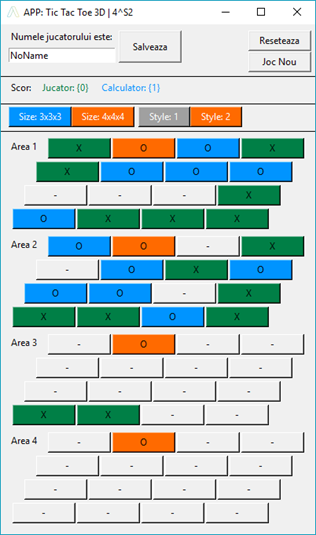 APP: Tic Tac Toe 3D | 4^S2
Numele jucatorului este:
NoName
Salveaza
Reseteaza
Joc Nou
Scor: Jucator: {0} Calculator: {1}
Size: 3x3x3 Size: 4x4x4 Style: 1 Style: 2
Area 1 X O O X
X O O O
- - - X
O X X X
Area 2 O O - X
- O X O
O O - X
X X O X
Area 3 - O - -
- - - -
- - - -
X X - -
Area 4 - O - -
- - - -
- - - -
- - - -